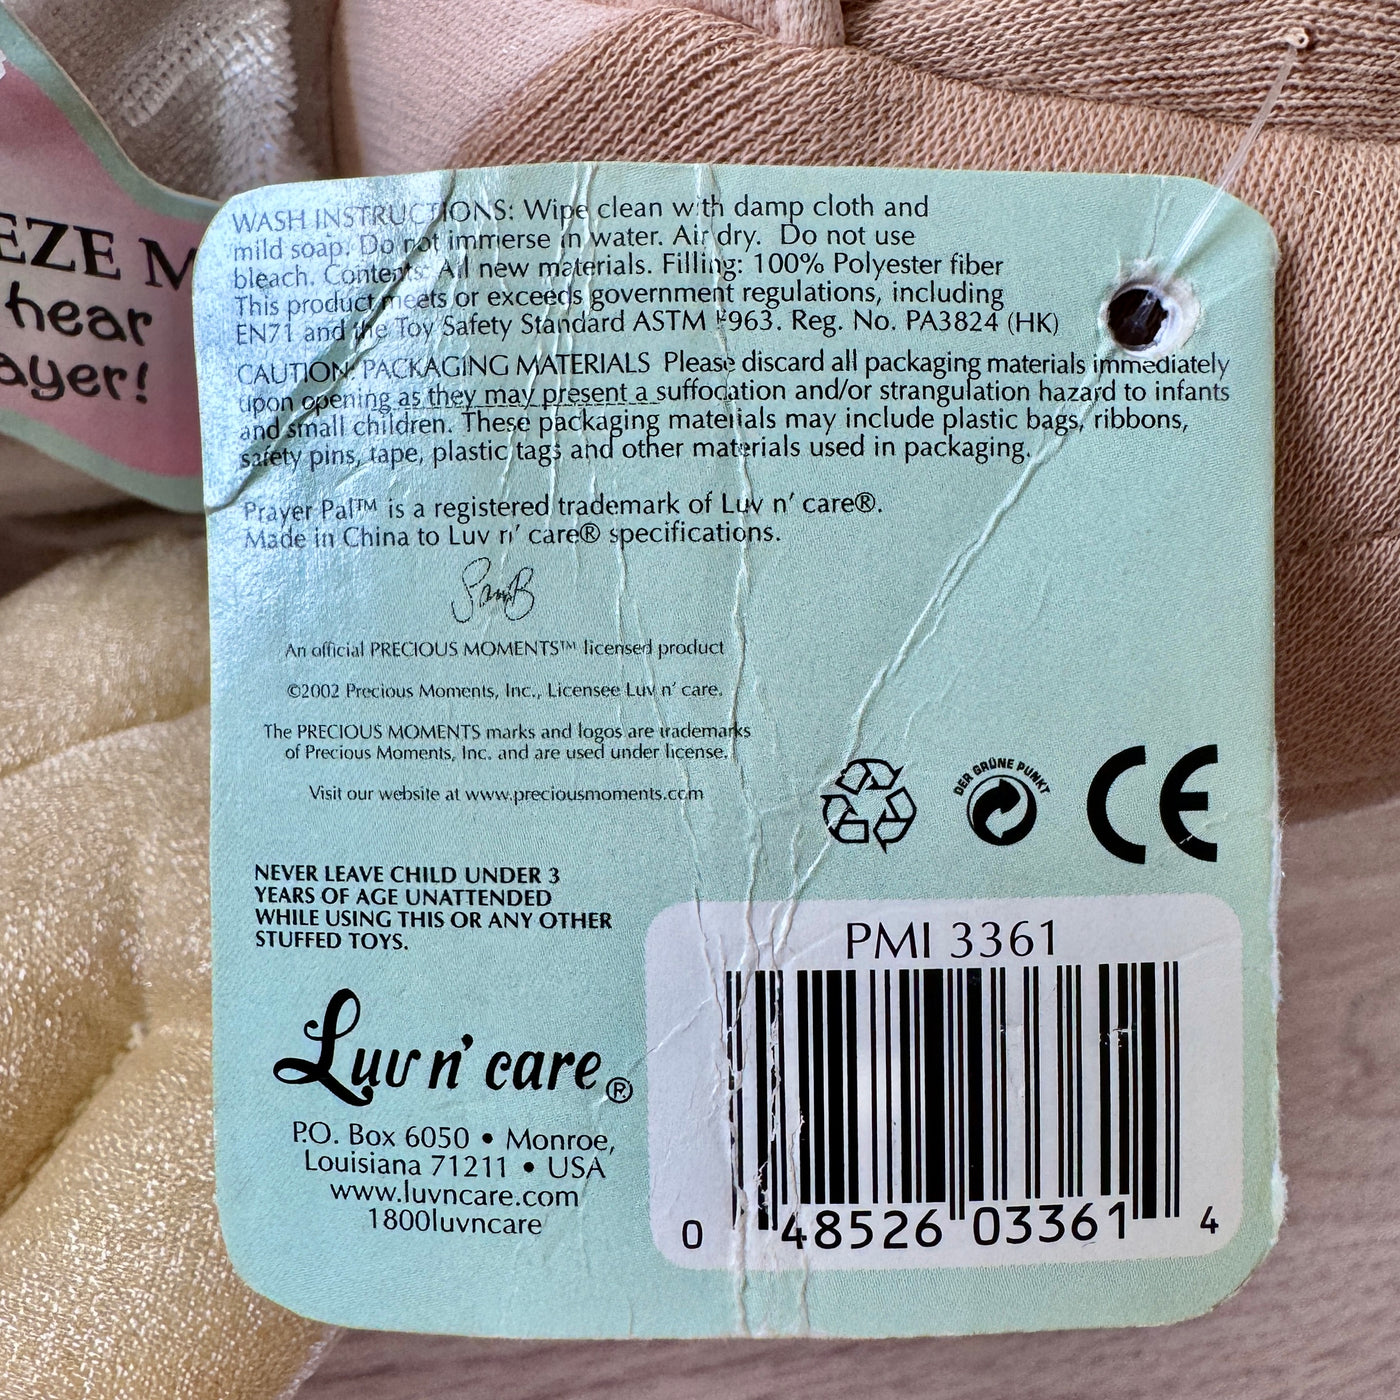 EZE M
hear
ayer!
WASH INSTRUCTIONS: Wipe clean with damp cloth and
mild soap. Do not immerse in water. Air dry. Do not use
bleach. Contents: All new materials. Filling: 100% Polyester fiber
This product meets or exceeds government regulations, including
EN71 and the Toy Safety Standard ASTM F963. Reg. No. PA3824 (HK)
CAUTION: PACKAGING MATERIALS Please discard all packaging materials immediately
upon opening as they may present a suffocation and/or strangulation hazard to infants
and small children. These packaging materials may include plastic bags, ribbons,
safety pins, tape, plastic tags and other materials used in packaging.
Prayer Pal™ is a registered trademark of Luv n' care®.
Made in China to Luv n' care® specifications.
SamB
An official PRECIOUS MOMENTS™ licensed product
©2002 Precious Moments, Inc., Licensee Luv n' care.
The PRECIOUS MOMENTS marks and logos are trademarks
of Precious Moments, Inc. and are used under license.
Visit our website at www.preciousmoments.com
DER GRÜNE PUNKT
CE
NEVER LEAVE CHILD UNDER 3
YEARS OF AGE UNATTENDED
WHILE USING THIS OR ANY OTHER
STUFFED TOYS.
Luv n' care®
P.O. Box 6050 • Monroe,
Louisiana 71211 • USA
www.luvncare.com
1800luvncare
PMI 3361
0 48526 03361 4